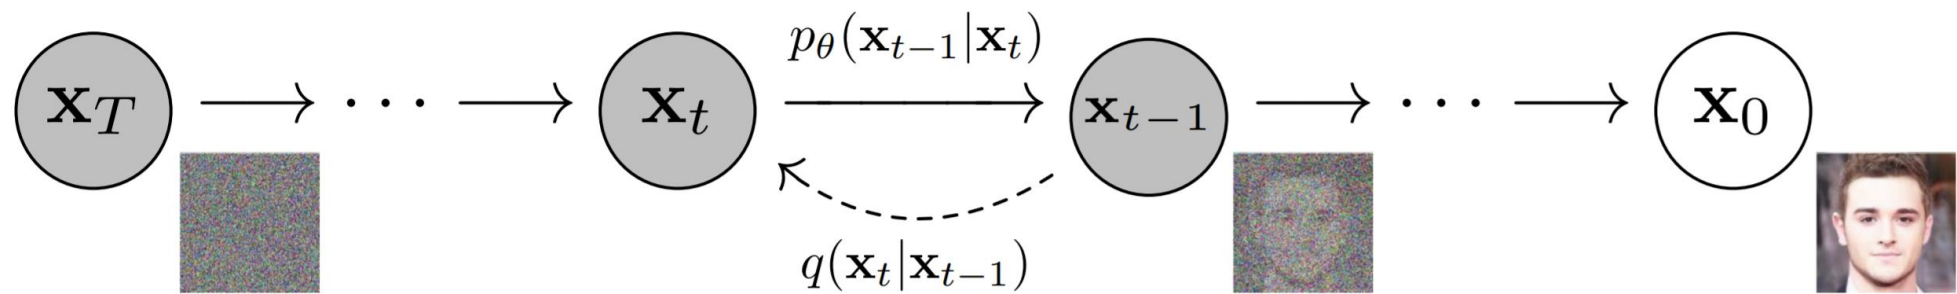 p_θ(x_{t−1}|x_t)
x_T → · · · → x_t → x_{t−1} → · · · → x_0
q(x_t|x_{t−1})